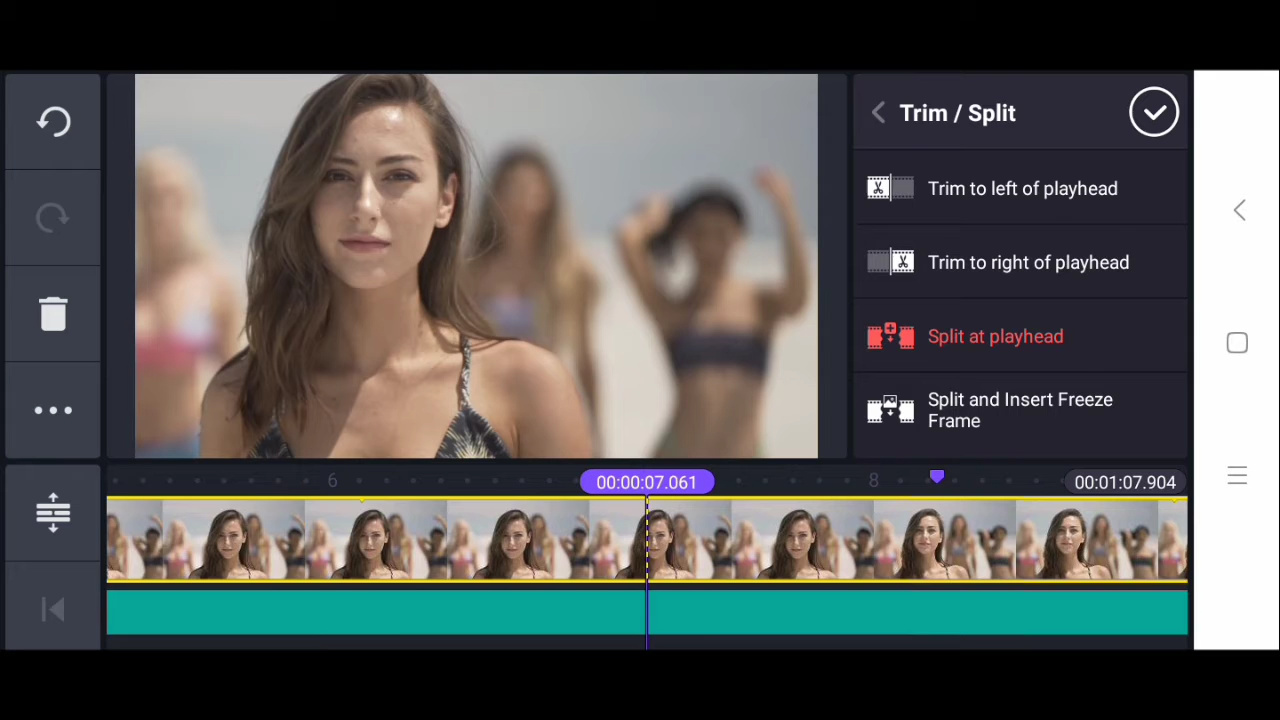 Trim / Split
Trim to left of playhead
Trim to right of playhead
Split at playhead
Split and Insert Freeze
Frame
6
00:00:07.061
8
00:01:07.904